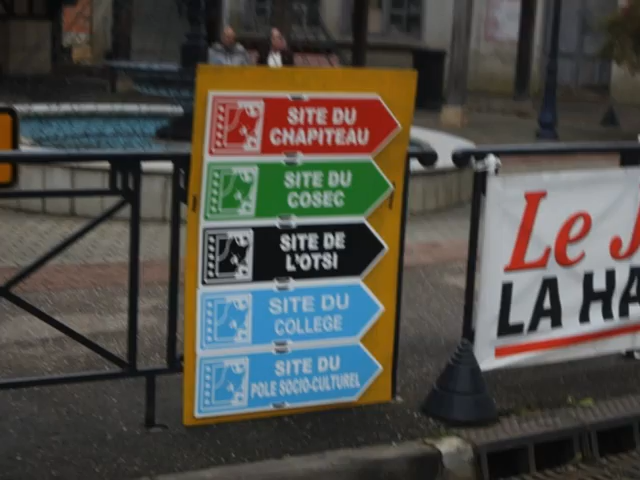 SITE DU
CHAPITEAU
SITE DU
COSEC
SITE DE
L'OTSI
SITE DU
COLLEGE
SITE DU
POLE SOCIO-CULTUREL
Le J
LA HA